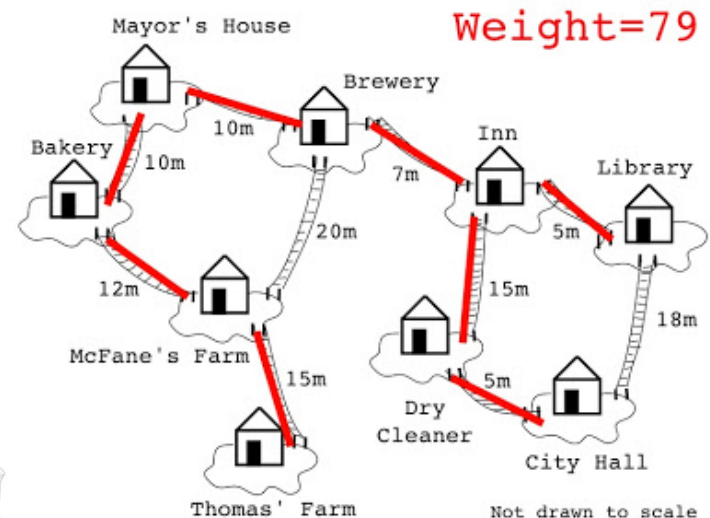 Weight=79
Mayor's House
Brewery
10m
Inn
Bakery
10m
7m
Library
20m
5m
12m
15m
18m
McFane's Farm
15m
5m
Dry
Cleaner
City Hall
Thomas' Farm
Not drawn to scale